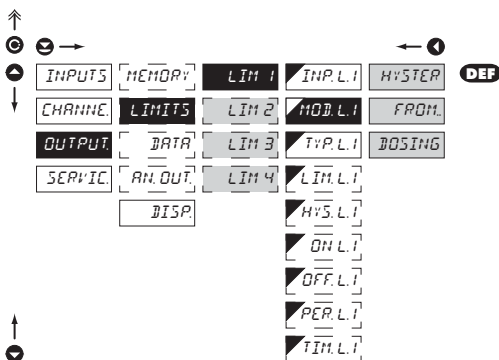 INPUTS MEMORY LIM 1 INP. L. 1 HYSTER DEF
CHANNE. LIMITS LIM 2 MOD. L. 1 FROM..
OUTPUT. DATA LIM 3 TYP. L. 1 DOSING
SERVIC. AN. OUT. LIM 4 LIM. L. 1
DISP. HYS. L. 1
ON L. 1
OFF. L. 1
PER. L. 1
TIM. L. 1